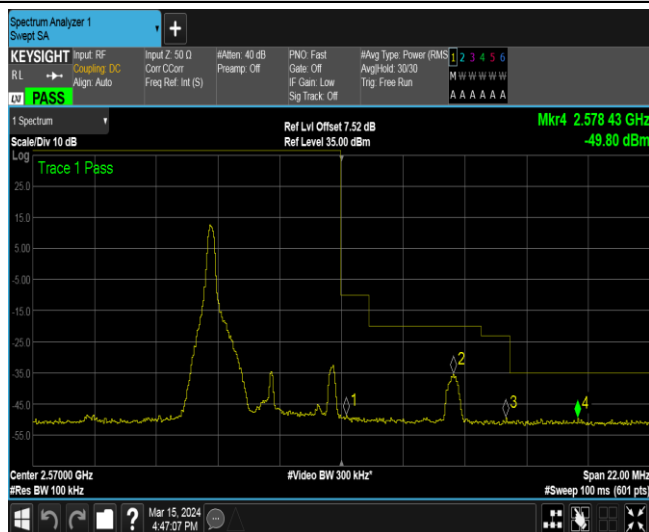 Spectrum Analyzer 1
Swept SA
KEYSIGHT Input: RF Input Z: 50 Ω #Atten: 40 dB PNO: Fast #Avg Type: Power (RMS 1 2 3 4 5 6
RL Coupling: DC Corr CCorr Preamp: Off Gate: Off Avg|Hold: 30/30 M W W W W W
Align: Auto Freq Ref: Int (S) IF Gain: Low Trig: Free Run
LXI PASS Sig Track: Off A A A A A A
1 Spectrum Ref Lvl Offset 7.52 dB Mkr4 2.578 43 GHz
Scale/Div 10 dB Ref Level 35.00 dBm -49.80 dBm
Log
Trace 1 Pass
25.0
15.0
5.00
-5.00
-15.0
-25.0
-35.0
-45.0
-55.0
2
1
3
4
Center 2.57000 GHz #Video BW 300 kHz* Span 22.00 MHz
#Res BW 100 kHz #Sweep 100 ms (601 pts)
? Mar 15, 2024
4:47:07 PM